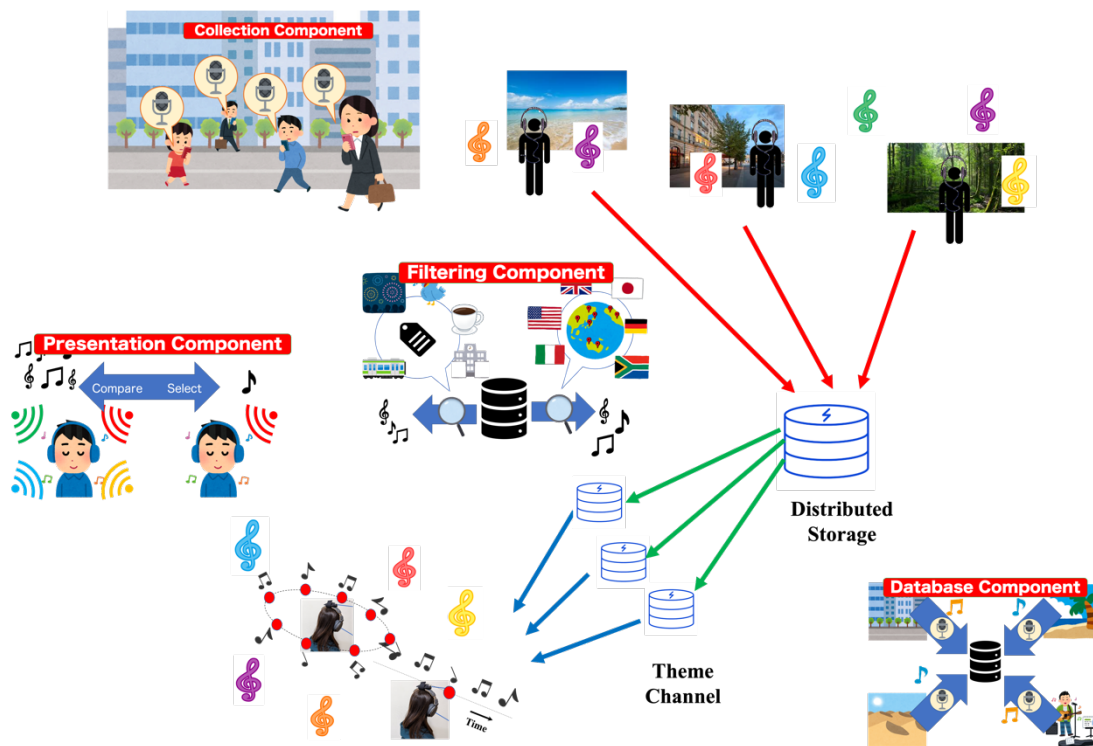 Collection Component
Filtering Component
Presentation Component
Compare Select
Distributed
Storage
Database Component
Theme
Channel
Time